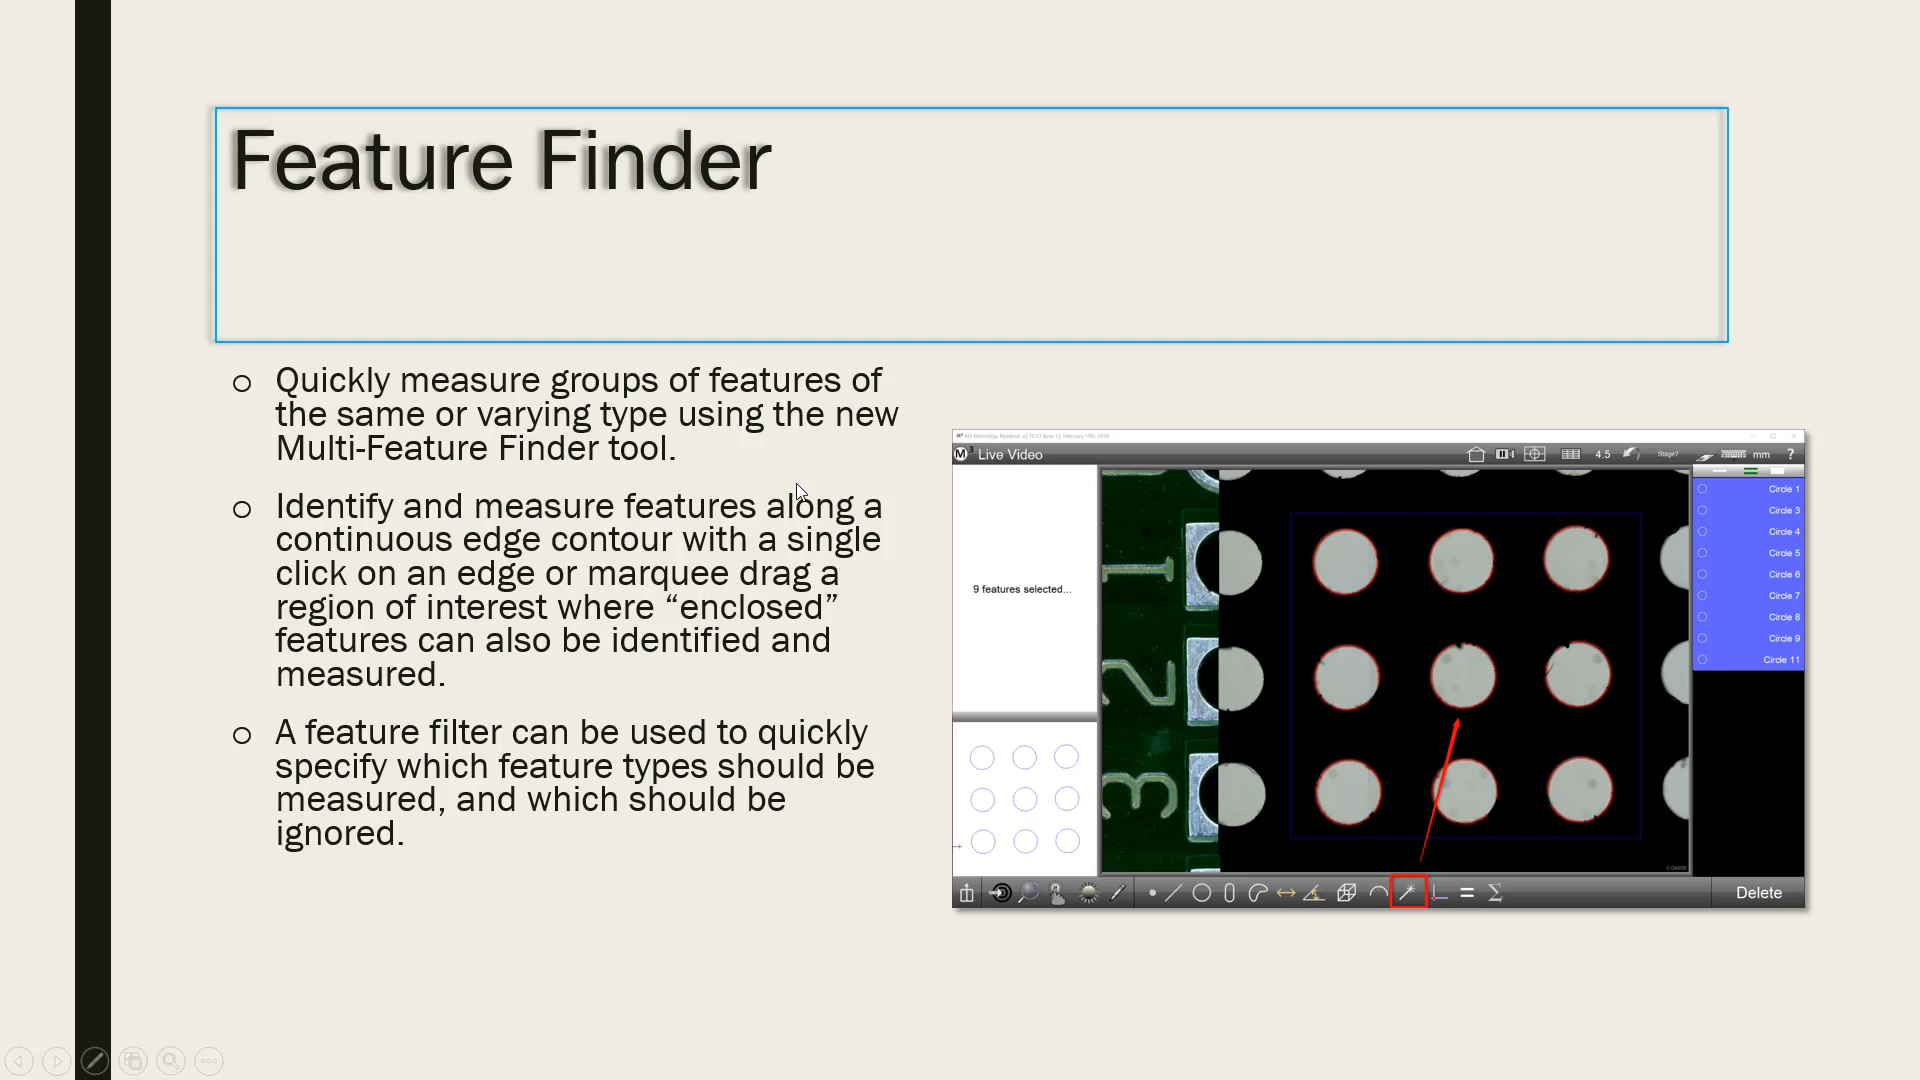 Feature Finder
Quickly measure groups of features of
the same or varying type using the new
Multi-Feature Finder tool.
Identify and measure features along a
continuous edge contour with a single
click on an edge or marquee drag a
region of interest where “enclosed”
features can also be identified and
measured.
A feature filter can be used to quickly
specify which feature types should be
measured, and which should be
ignored.
M3 Live Video
4.5
Stage?
mm
?
9 features selected...
1
2
3
Circle 1
Circle 3
Circle 4
Circle 5
Circle 6
Circle 7
Circle 8
Circle 9
Circle 11
Delete